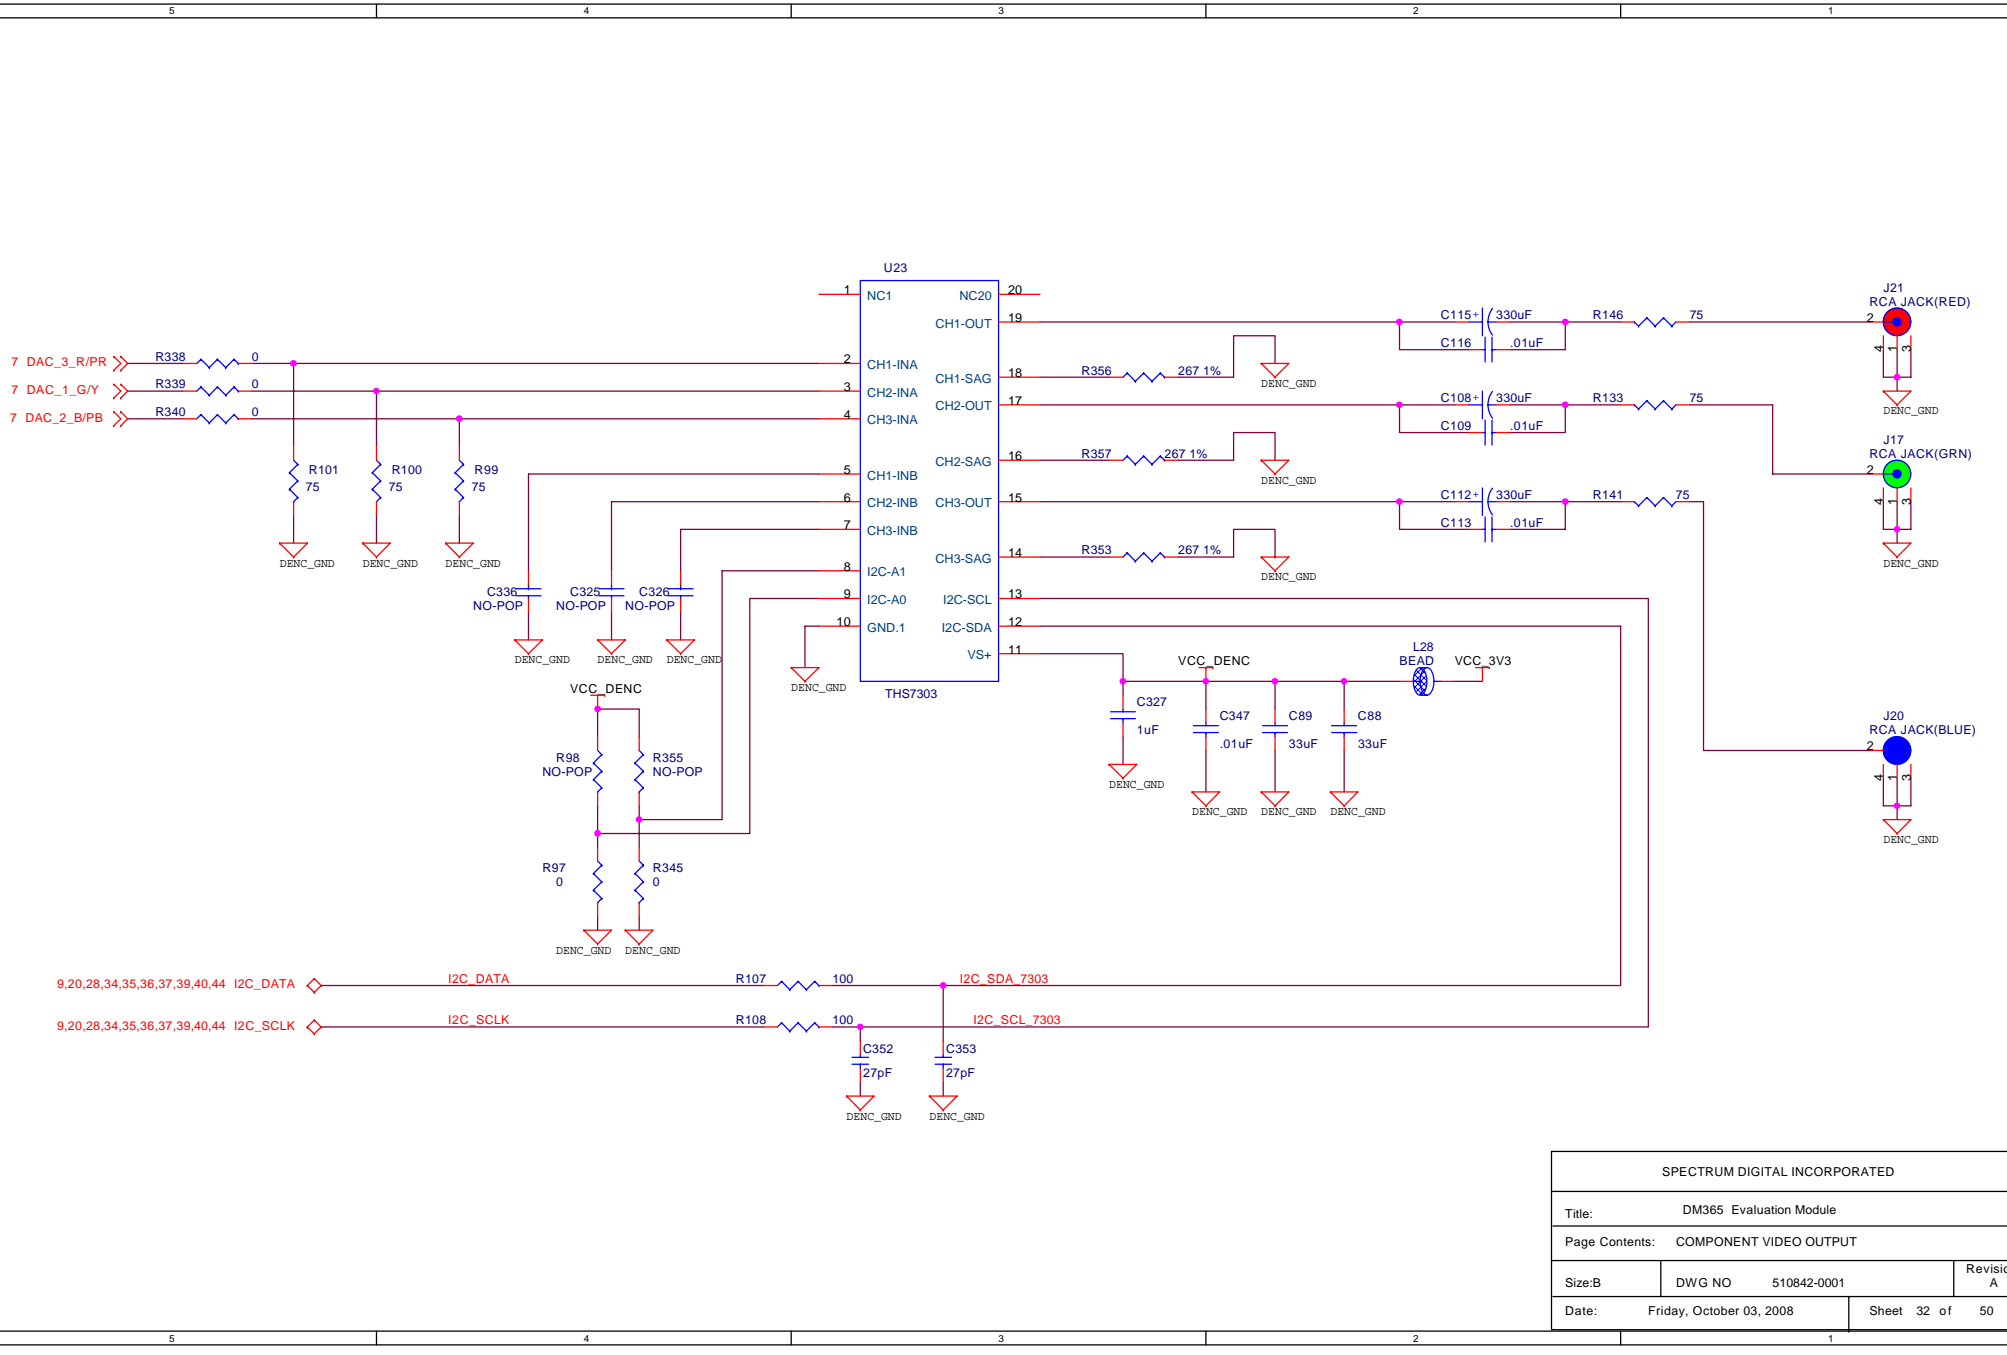 5 4 3 2 1
U23
1 NC1 NC20 20
CH1-OUT 19
2 CH1-INA
CH1-SAG 18
3 CH2-INA
CH2-OUT 17
4 CH3-INA
CH2-SAG 16
5 CH1-INB
6 CH2-INB CH3-OUT 15
7 CH3-INB
CH3-SAG 14
8 I2C-A1
9 I2C-A0 I2C-SCL 13
10 GND.1 I2C-SDA 12
VS+ 11
THS7303
7 DAC_3_R/PR R338 0
7 DAC_1_G/Y R339 0
7 DAC_2_B/PB R340 0
R101
75
R100
75
R99
75
DENC_GND DENC_GND DENC_GND
C336
NO-POP
C325
NO-POP
C326
NO-POP
DENC_GND DENC_GND DENC_GND
DENC_GND
C115 + 330uF R146 75
C116 .01uF
R356 267 1%
DENC_GND
C108 + 330uF R133 75
C109 .01uF
R357 267 1%
DENC_GND
C112 + 330uF R141 75
C113 .01uF
R353 267 1%
DENC_GND
J21
RCA JACK(RED)
2
4 1 3
DENC_GND
J17
RCA JACK(GRN)
2
4 1 3
DENC_GND
J20
RCA JACK(BLUE)
2
4 1 3
DENC_GND
L28
BEAD
VCC_DENC VCC_3V3
C327
1uF
C347
.01uF
C89
33uF
C88
33uF
DENC_GND
DENC_GND DENC_GND DENC_GND
VCC_DENC
R98
NO-POP
R355
NO-POP
R97
0
R345
0
DENC_GND DENC_GND
9,20,28,34,35,36,37,39,40,44 I2C_DATA I2C_DATA R107 100 I2C_SDA_7303
9,20,28,34,35,36,37,39,40,44 I2C_SCLK I2C_SCLK R108 100 I2C_SCL_7303
C352
27pF
C353
27pF
DENC_GND DENC_GND
SPECTRUM DIGITAL INCORPORATED
Title: DM365 Evaluation Module
Page Contents: COMPONENT VIDEO OUTPUT
Size:B DWG NO 510842-0001 Revisio
A
Date: Friday, October 03, 2008 Sheet 32 of 50
5 4 3 2 1